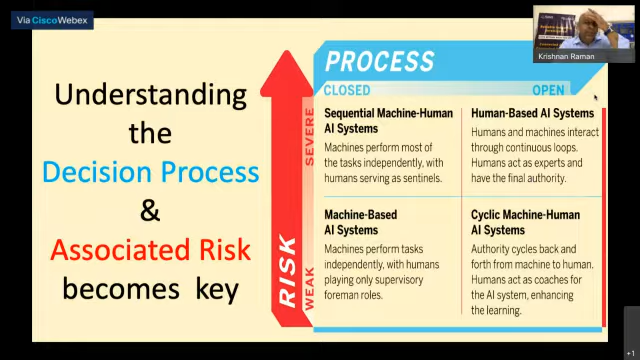 Via Cisco Webex
Understanding
the
Decision Process
&
Associated Risk
becomes key
RISK
WEAK
SEVERE
PROCESS
CLOSED
OPEN
Sequential Machine-Human
AI Systems
Machines perform most of
the tasks independently, with
humans serving as sentinels.
Human-Based AI Systems
Humans and machines interact
through continuous loops.
Humans act as experts and
have the final authority.
Machine-Based
AI Systems
Machines perform tasks
independently, with humans
playing only supervisory
foreman roles.
Cyclic Machine-Human
AI Systems
Authority cycles back and
forth from machine to human.
Humans act as coaches for
the AI system, enhancing
the learning.
Krishnan Raman
+1